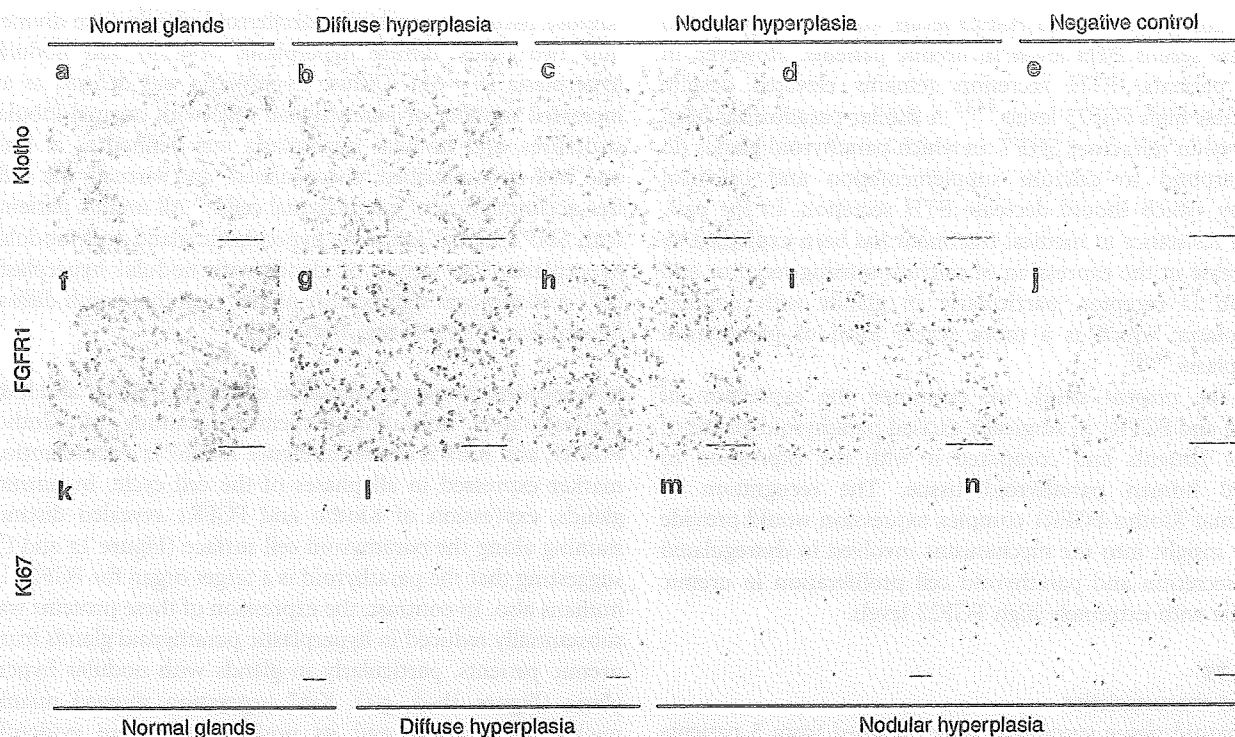 Normal glands Diffuse hyperplasia Nodular hyperplasia Negative control
a b c d e
Klotho
f g h i j
FGFR1
k l m n
Ki67
Normal glands Diffuse hyperplasia Nodular hyperplasia